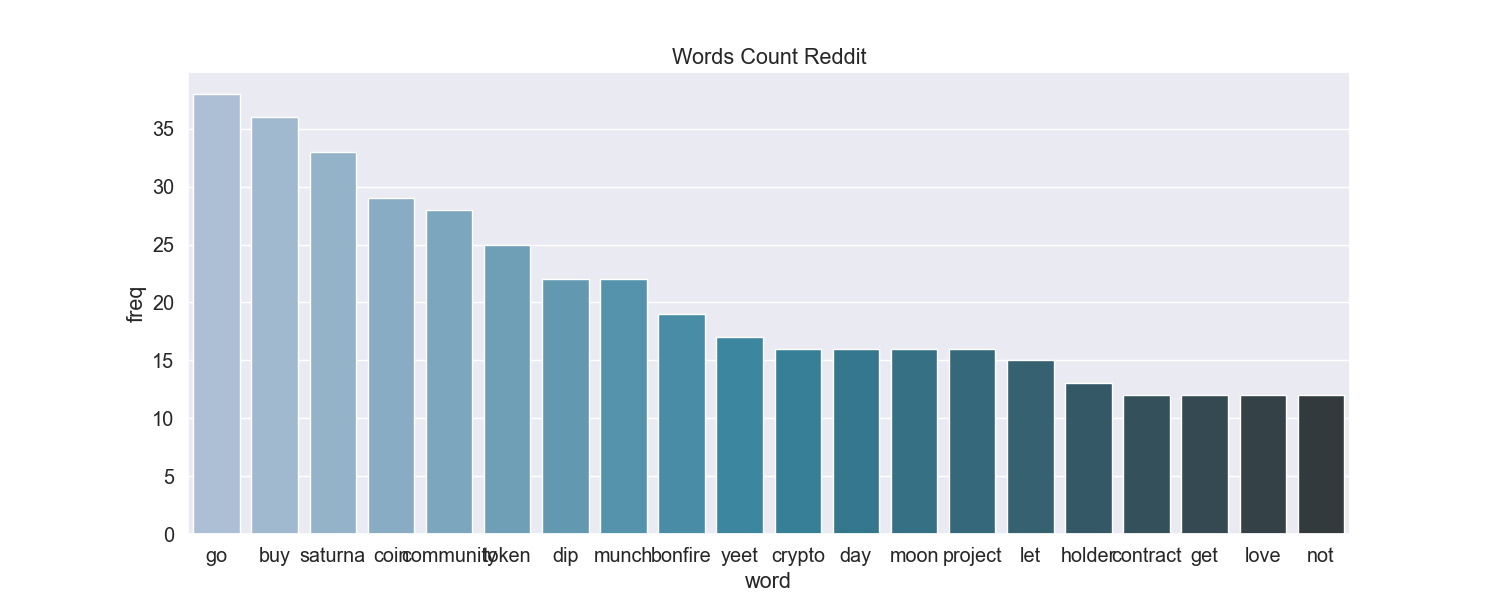 Words Count Reddit
freq
35
30
25
20
15
10
5
0
go buy saturna coin community token dip munch bonfire yeet crypto day moon project let holder contract get love not
word